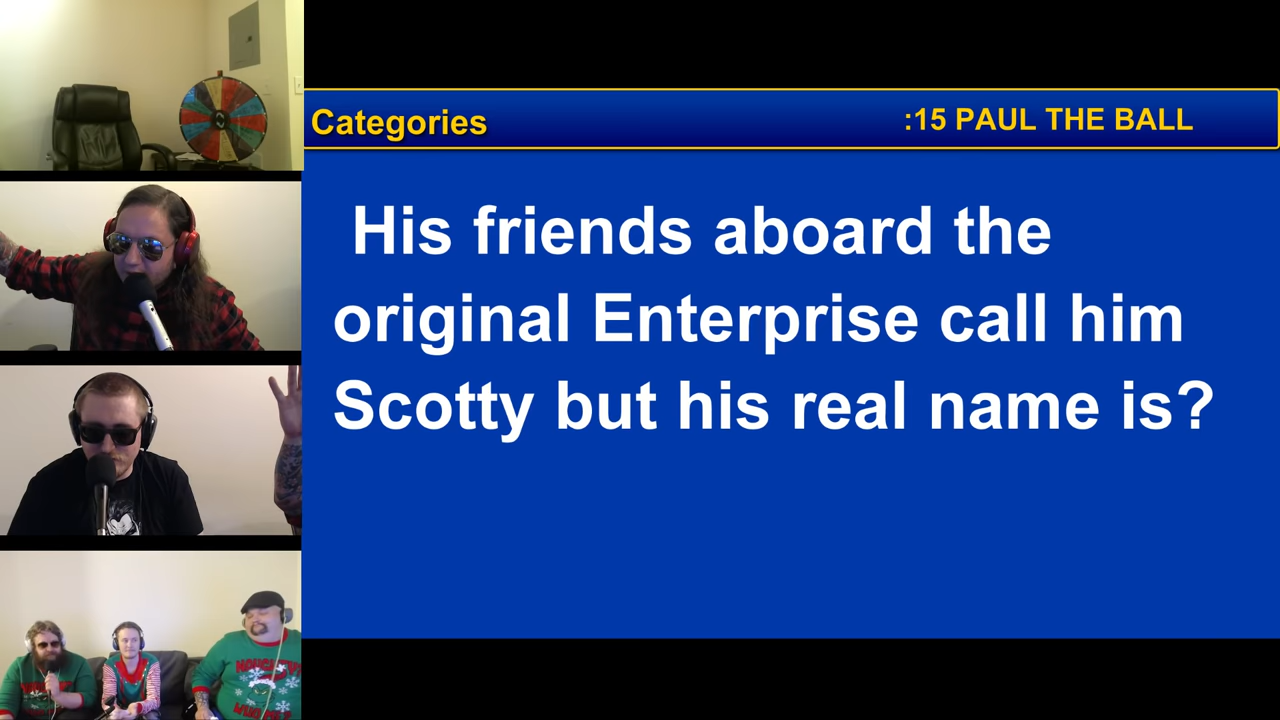 Categories
:15 PAUL THE BALL
His friends aboard the
original Enterprise call him
Scotty but his real name is?